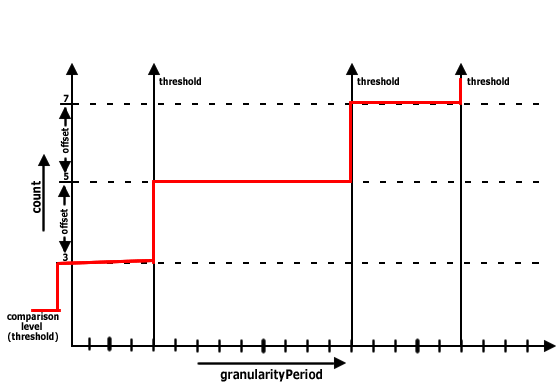 threshold
threshold
threshold
7
offset
5
count
offset
3
comparison
level
(threshold)
granularityPeriod